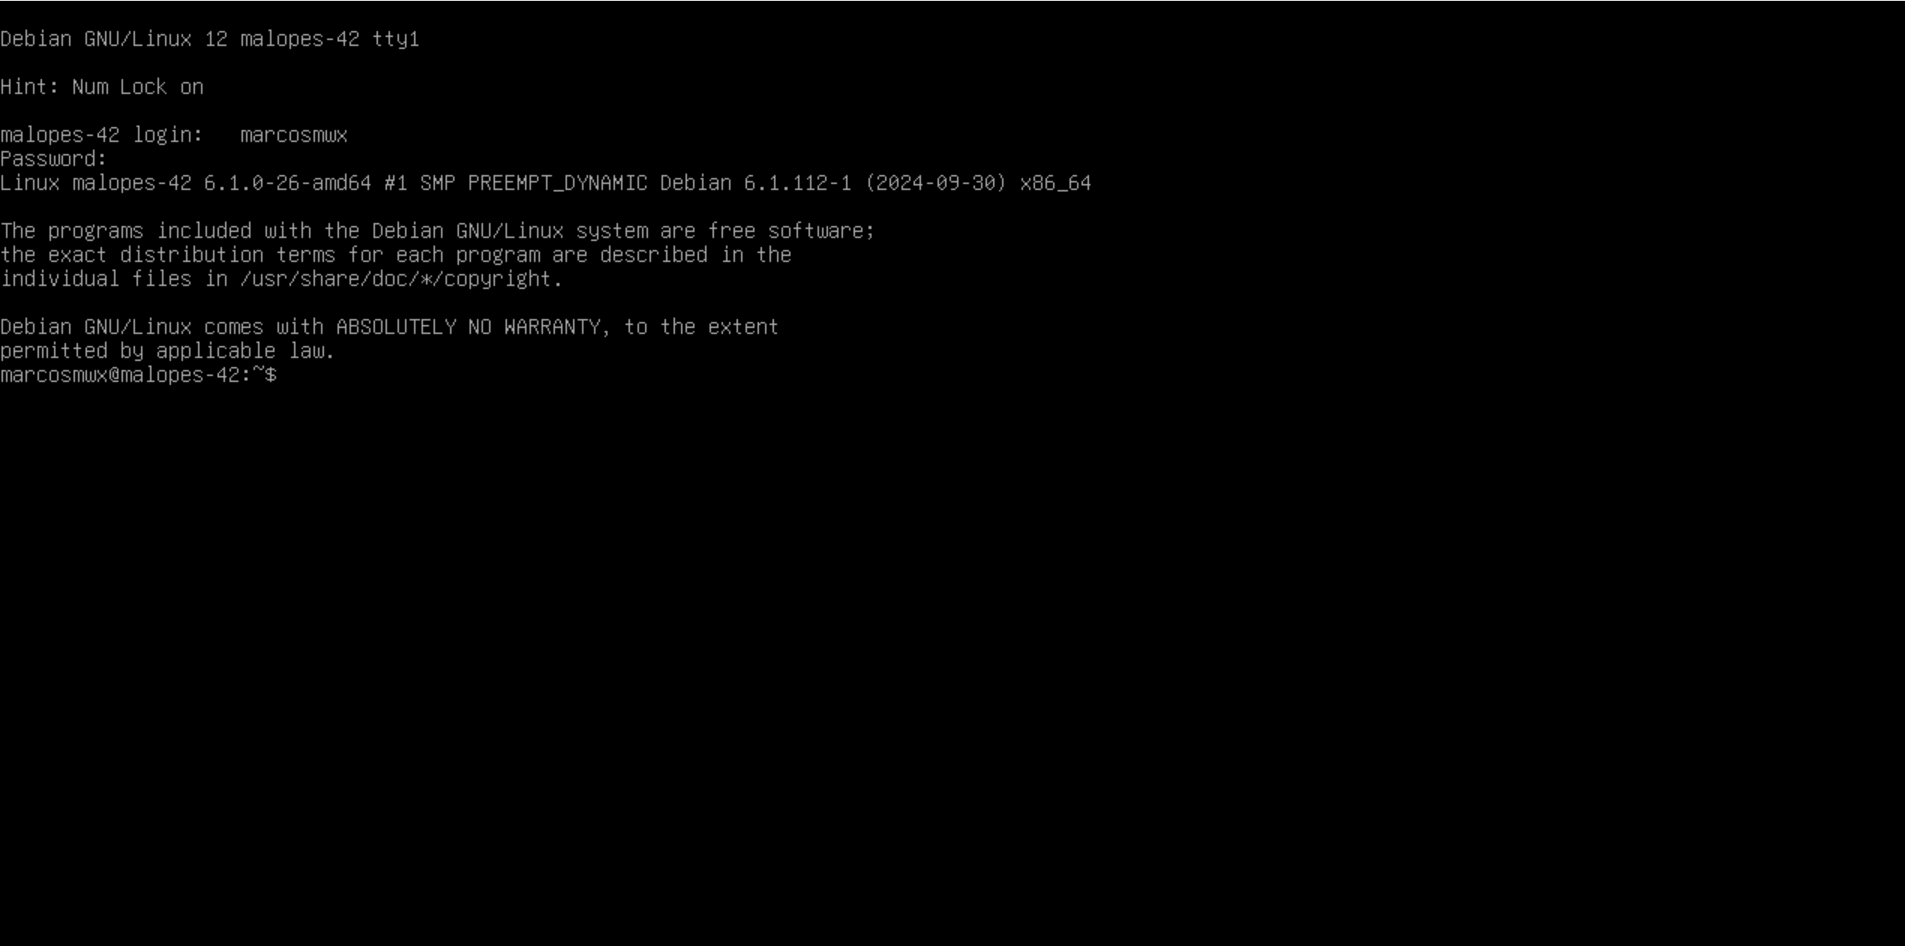 Debian GNU/Linux 12 malopes-42 tty1
Hint: Num Lock on
malopes-42 login:   marcosmwx
Password:
Linux malopes-42 6.1.0-26-amd64 #1 SMP PREEMPT_DYNAMIC Debian 6.1.112-1 (2024-09-30) x86_64
The programs included with the Debian GNU/Linux system are free software;
the exact distribution terms for each program are described in the
individual files in /usr/share/doc/*/copyright.
Debian GNU/Linux comes with ABSOLUTELY NO WARRANTY, to the extent
permitted by applicable law.
marcosmwx@malopes-42:~$